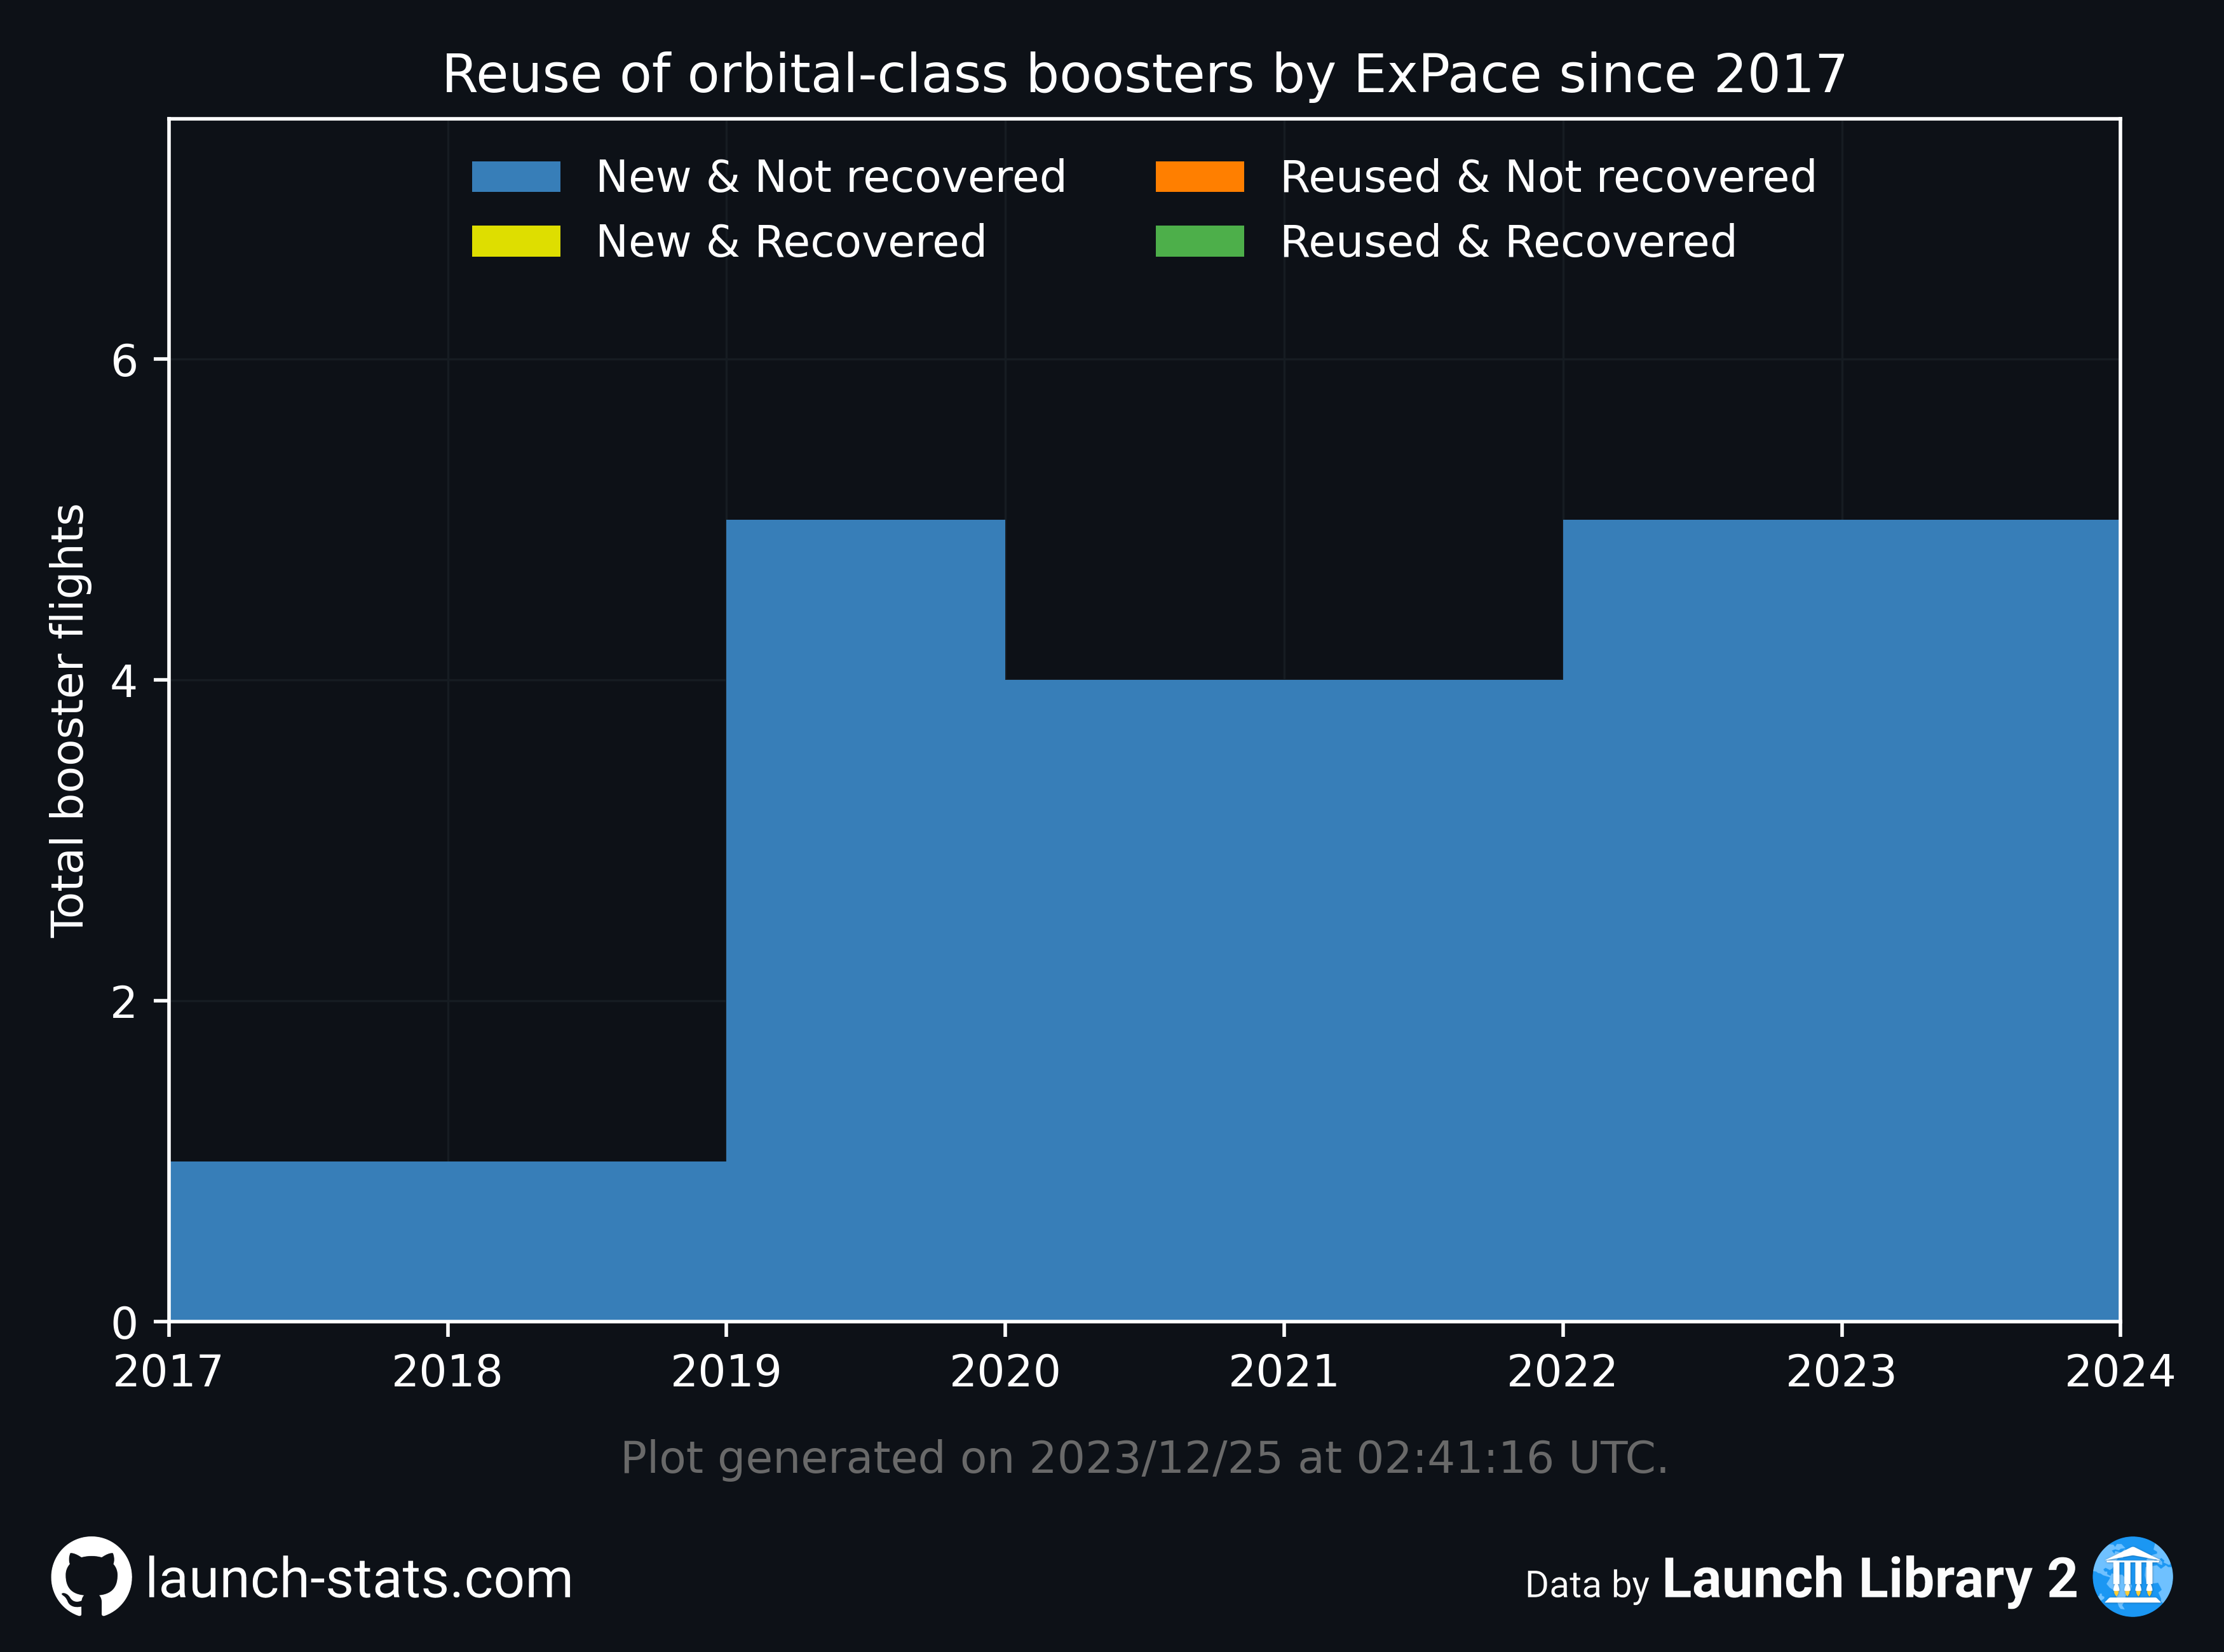 Reuse of orbital-class boosters by ExPace since 2017
New & Not recovered
New & Recovered
Reused & Not recovered
Reused & Recovered
Total booster flights
6
4
2
0
2017 2018 2019 2020 2021 2022 2023 2024
Plot generated on 2023/12/25 at 02:41:16 UTC.
launch-stats.com
Data by Launch Library 2